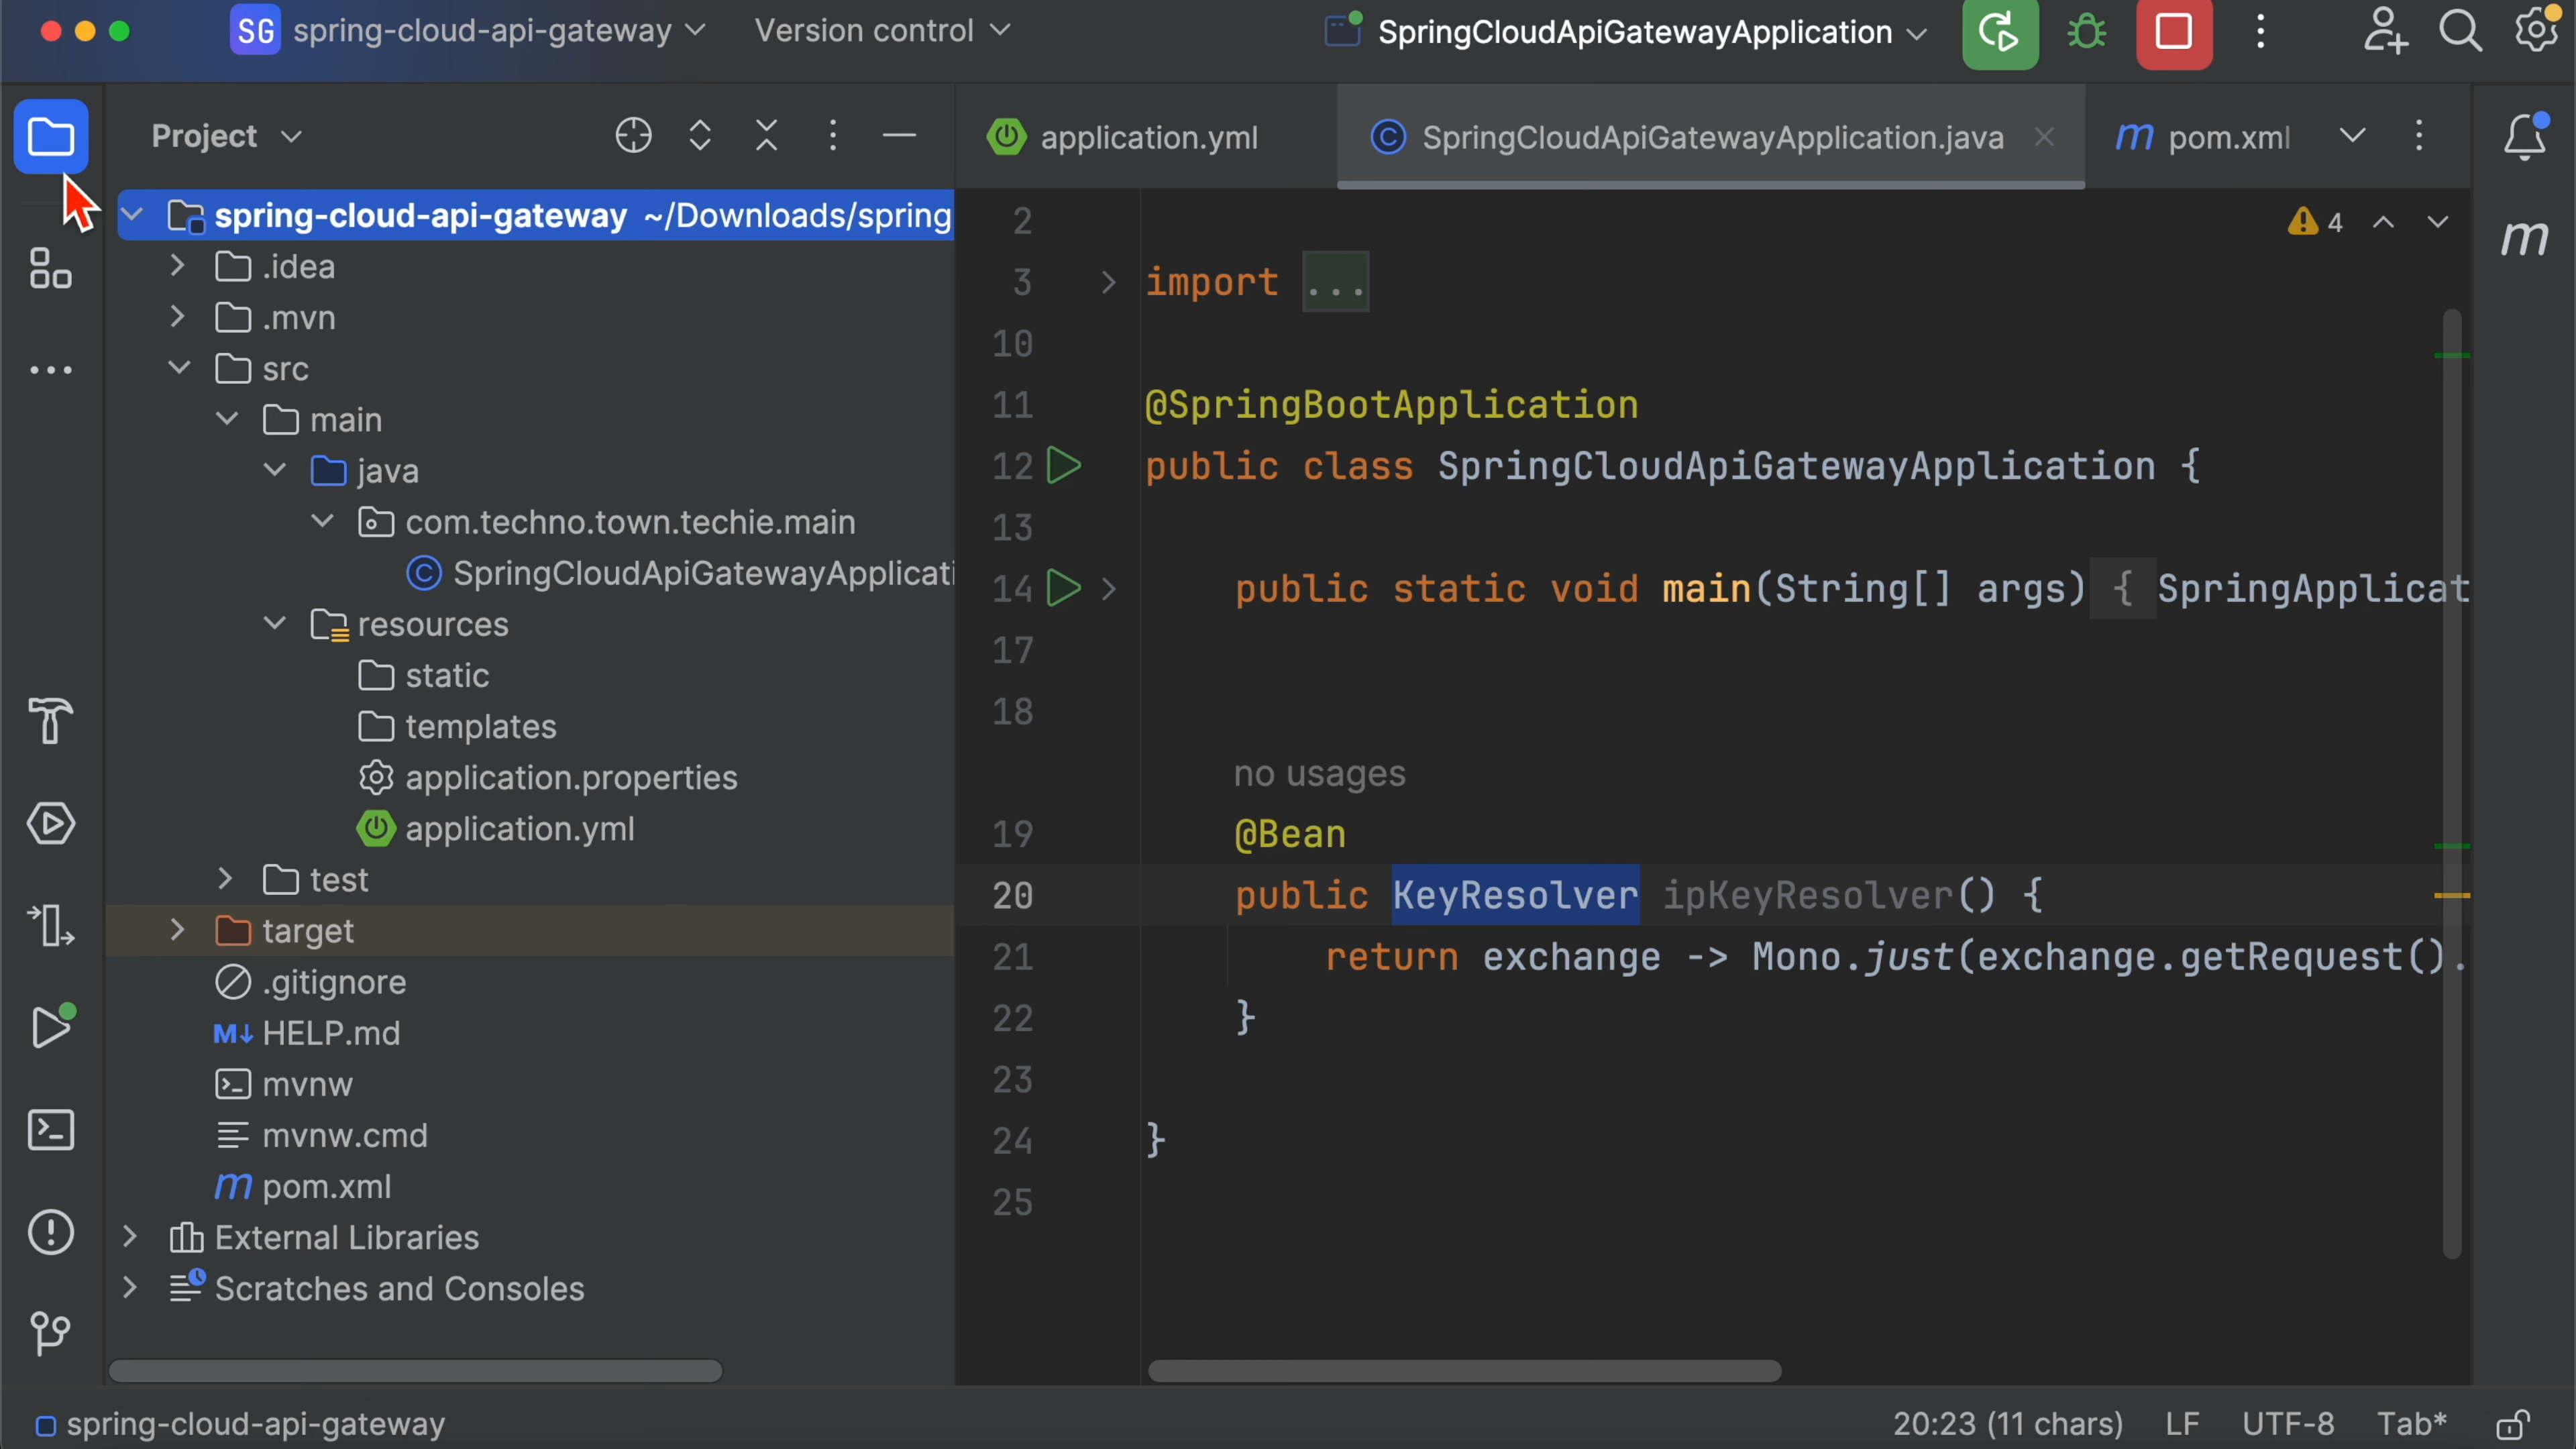 SG spring-cloud-api-gateway Version control SpringCloudApiGatewayApplication
Project
application.yml SpringCloudApiGatewayApplication.java m pom.xml
spring-cloud-api-gateway ~/Downloads/spring
.idea
.mvn
src
main
java
com.techno.town.techie.main
SpringCloudApiGatewayApplicati
resources
static
templates
application.properties
application.yml
test
target
.gitignore
M↓ HELP.md
mvnw
mvnw.cmd
m pom.xml
External Libraries
Scratches and Consoles
4
m
2
3 import ...
10
11 @SpringBootApplication
12 public class SpringCloudApiGatewayApplication {
13
14 public static void main(String[] args) { SpringApplicat
17
18
no usages
19 @Bean
20 public KeyResolver ipKeyResolver() {
21 return exchange -> Mono.just(exchange.getRequest().
22 }
23
24 }
25
spring-cloud-api-gateway 20:23 (11 chars) LF UTF-8 Tab*